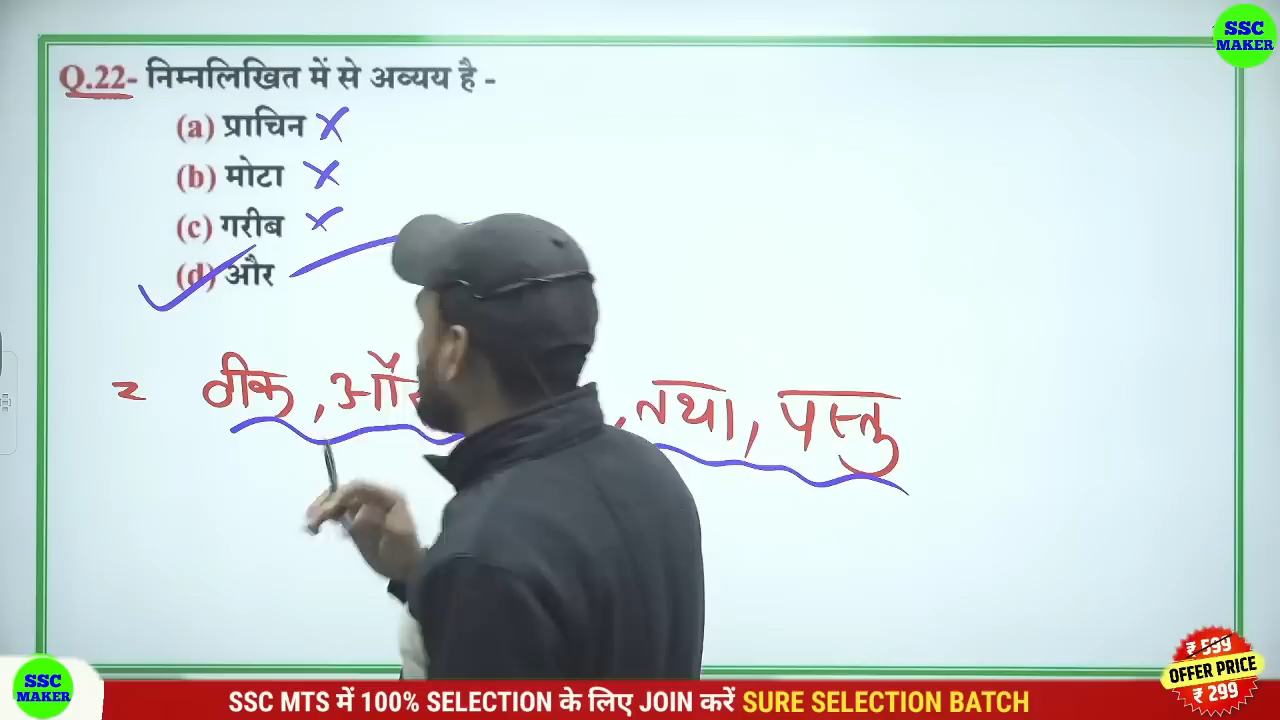 SSC
MAKER
Q.22- निम्नलिखित में से अव्यय है -
(a) प्राचिन
(b) मोटा
(c) गरीब
(d) और
= ठीक, और , तथा, परन्तु
SSC
MAKER
SSC MTS में 100% SELECTION के लिए JOIN करें SURE SELECTION BATCH
₹ 599
OFFER PRICE
₹ 299